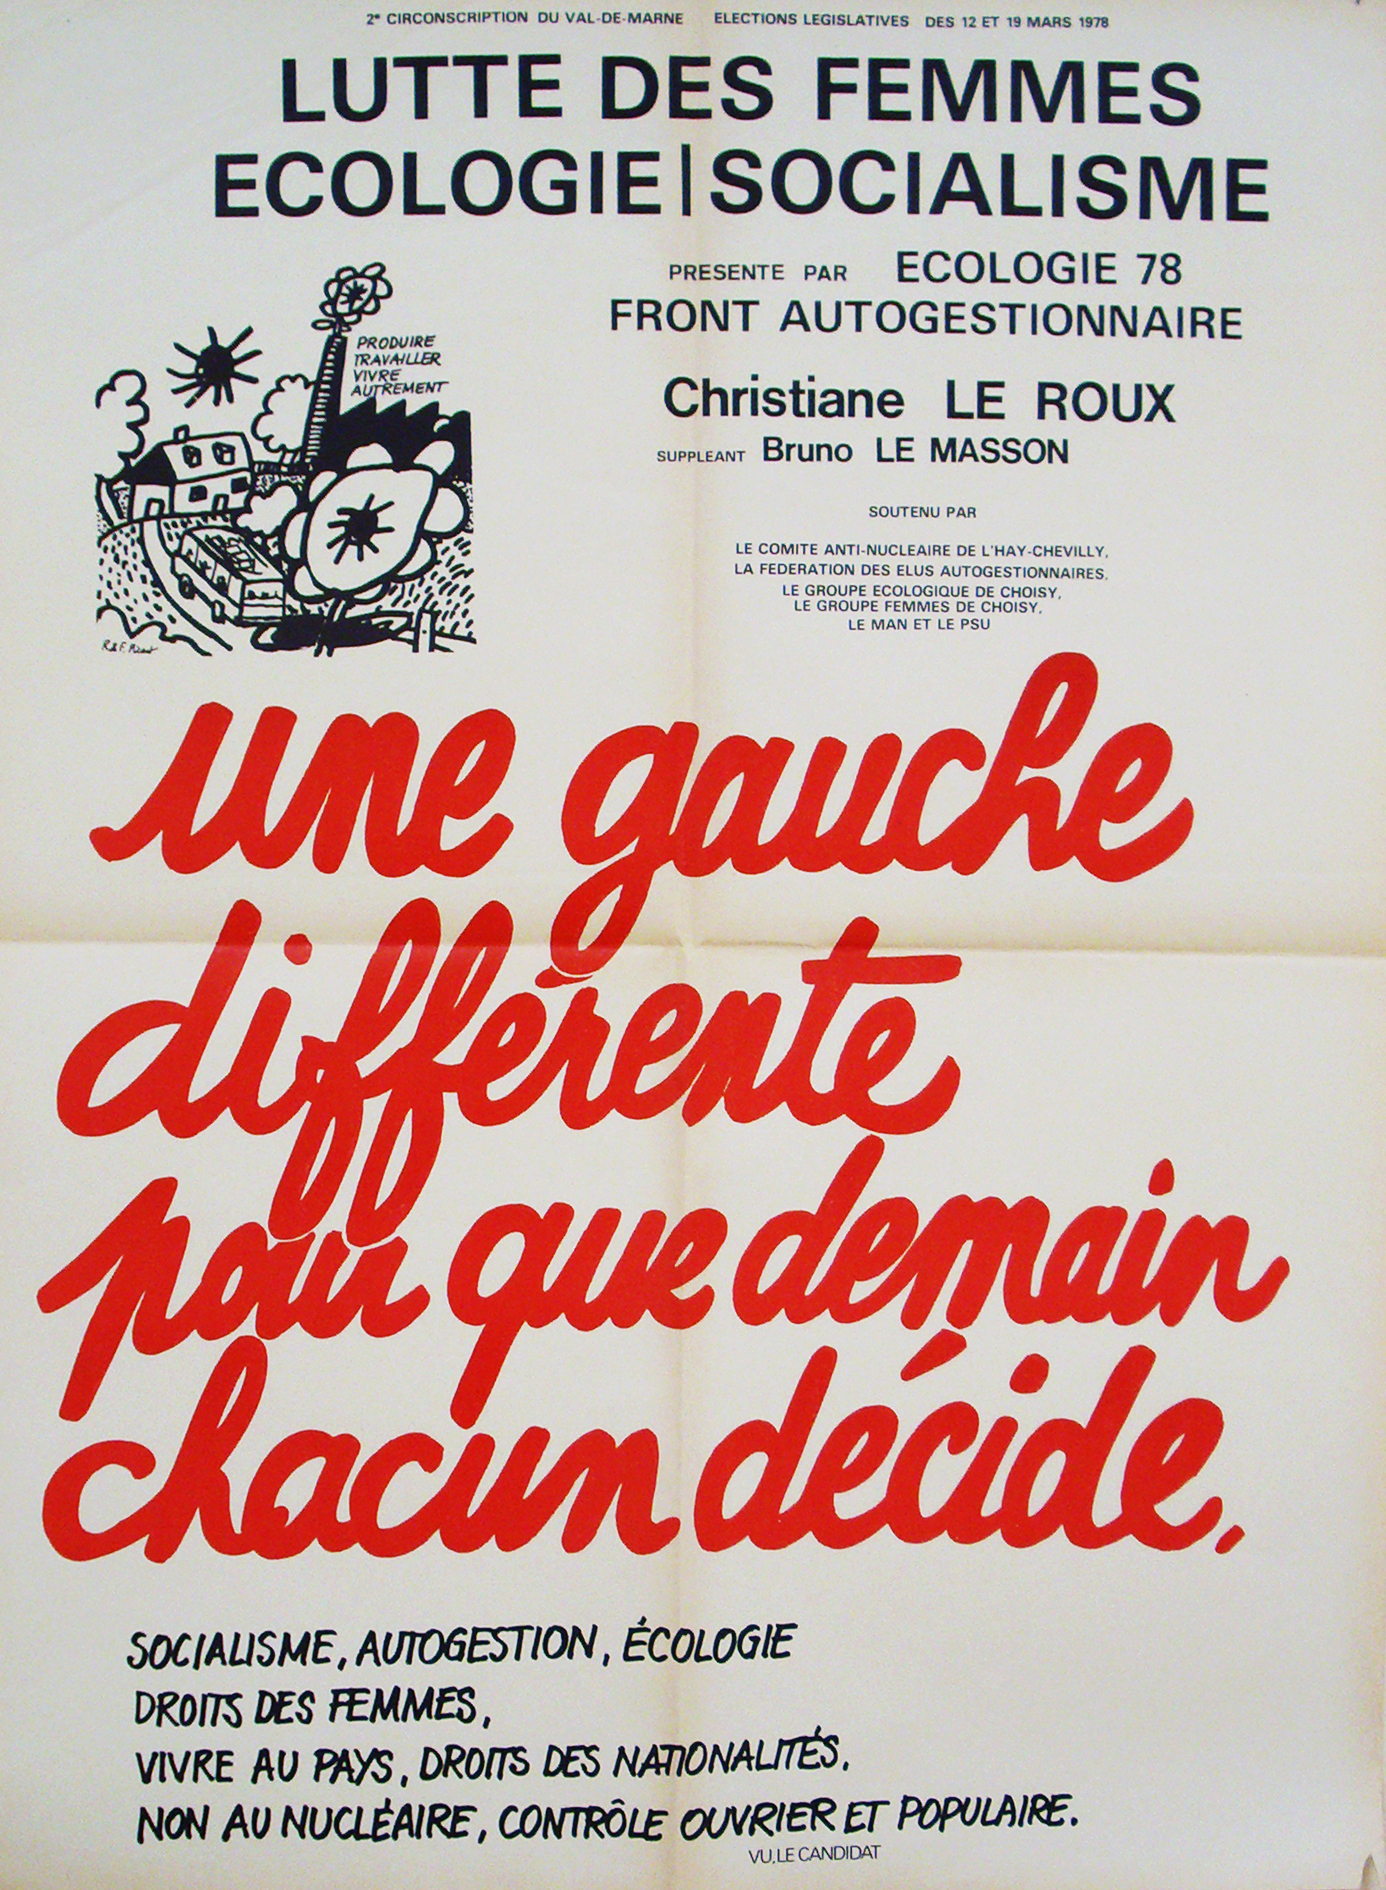 2e CIRCONSCRIPTION DU VAL-DE-MARNE ELECTIONS LEGISLATIVES DES 12 ET 19 MARS 1978
LUTTE DES FEMMES
ECOLOGIE|SOCIALISME
PRESENTE PAR ECOLOGIE 78
FRONT AUTOGESTIONNAIRE
Christiane LE ROUX
SUPPLEANT Bruno LE MASSON
SOUTENU PAR
LE COMITE ANTI-NUCLEAIRE DE L'HAY-CHEVILLY,
LA FEDERATION DES ELUS AUTOGESTIONNAIRES,
LE GROUPE ECOLOGIQUE DE CHOISY,
LE GROUPE FEMMES DE CHOISY,
LE MAN ET LE PSU
PRODUIRE
TRAVAILLER
VIVRE
AUTREMENT
une gauche
différente
pour que demain
chacun décide.
SOCIALISME, AUTOGESTION, ÉCOLOGIE
DROITS DES FEMMES,
VIVRE AU PAYS, DROITS DES NATIONALITÉS.
NON AU NUCLÉAIRE, CONTRÔLE OUVRIER ET POPULAIRE.
VU, LE CANDIDAT